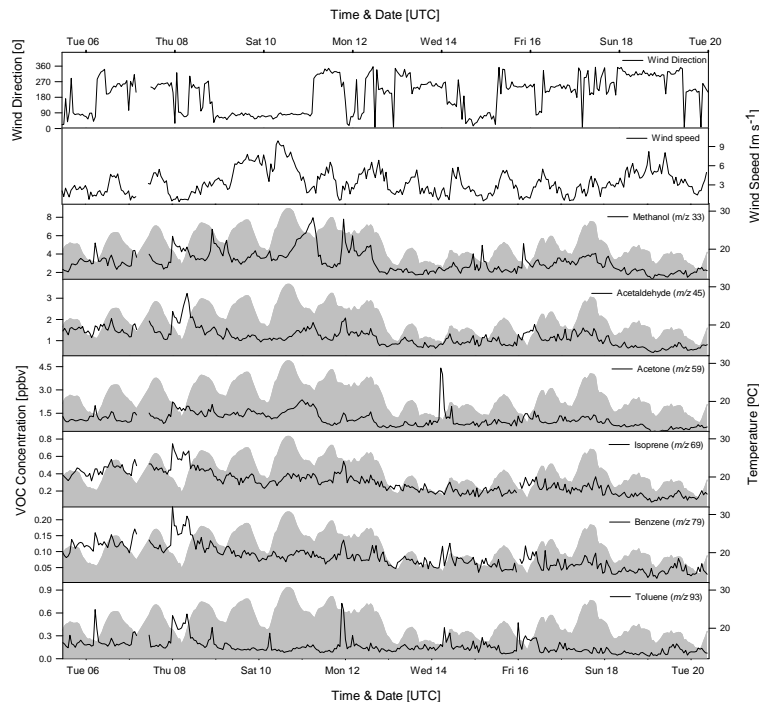 Time & Date [UTC]
Tue 06 Thu 08 Sat 10 Mon 12 Wed 14 Fri 16 Sun 18 Tue 20
Wind Direction [o]
360
270
180
90
0
Wind Direction
Wind speed
9
6
3
Wind Speed [m s-1]
8
6
4
2
Methanol (m/z 33)
30
20
3
2
1
Acetaldehyde (m/z 45)
30
20
4.5
3.0
1.5
Acetone (m/z 59)
30
20
VOC Concentration [ppbv]
Temperature [ºC]
0.8
0.6
0.4
0.2
Isoprene (m/z 69)
30
20
0.20
0.15
0.10
0.05
Benzene (m/z 79)
30
20
0.9
0.6
0.3
0.0
Toluene (m/z 93)
30
20
Tue 06 Thu 08 Sat 10 Mon 12 Wed 14 Fri 16 Sun 18 Tue 20
Time & Date [UTC]